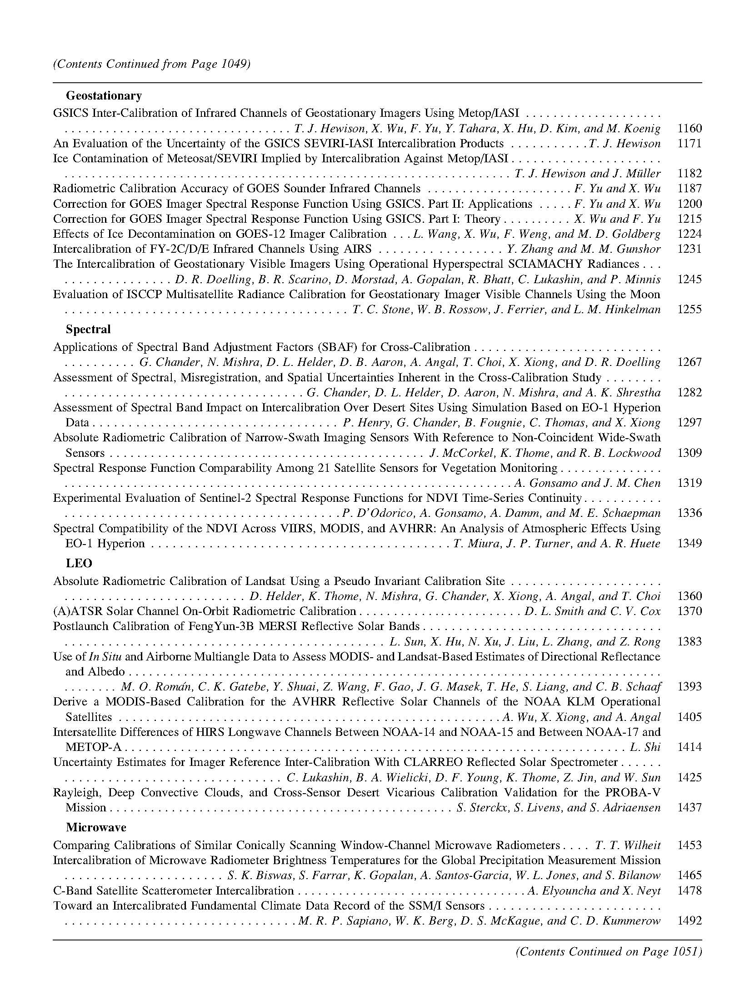 (Contents Continued from Page 1049)
Geostationary
GSICS Inter-Calibration of Infrared Channels of Geostationary Imagers Using Metop/IASI . . . . . . . . . . . . . . . . . . . .
. . . . . . . . . . . . . . . . . . . . . . . . . . . . . . . . . T. J. Hewison, X. Wu, F. Yu, Y. Tahara, X. Hu, D. Kim, and M. Koenig 1160
An Evaluation of the Uncertainty of the GSICS SEVIRI-IASI Intercalibration Products . . . . . . . . . . . T. J. Hewison 1171
Ice Contamination of Meteosat/SEVIRI Implied by Intercalibration Against Metop/IASI . . . . . . . . . . . . . . . . . . . . . .
. . . . . . . . . . . . . . . . . . . . . . . . . . . . . . . . . . . . . . . . . . . . . . . . . . . . . . . . . . . . . . . . . T. J. Hewison and J. Müller 1182
Radiometric Calibration Accuracy of GOES Sounder Infrared Channels . . . . . . . . . . . . . . . . . . . . . F. Yu and X. Wu 1187
Correction for GOES Imager Spectral Response Function Using GSICS. Part II: Applications . . . . . F. Yu and X. Wu 1200
Correction for GOES Imager Spectral Response Function Using GSICS. Part I: Theory . . . . . . . . . . X. Wu and F. Yu 1215
Effects of Ice Decontamination on GOES-12 Imager Calibration . . . L. Wang, X. Wu, F. Weng, and M. D. Goldberg 1224
Intercalibration of FY-2C/D/E Infrared Channels Using AIRS . . . . . . . . . . . . . . . . . Y. Zhang and M. M. Gunshor 1231
The Intercalibration of Geostationary Visible Imagers Using Operational Hyperspectral SCIAMACHY Radiances . . .
. . . . . . . . . . . . . . . D. R. Doelling, B. R. Scarino, D. Morstad, A. Gopalan, R. Bhatt, C. Lukashin, and P. Minnis 1245
Evaluation of ISCCP Multisatellite Radiance Calibration for Geostationary Imager Visible Channels Using the Moon
. . . . . . . . . . . . . . . . . . . . . . . . . . . . . . . . . . . . . . . T. C. Stone, W. B. Rossow, J. Ferrier, and L. M. Hinkelman 1255
Spectral
Applications of Spectral Band Adjustment Factors (SBAF) for Cross-Calibration . . . . . . . . . . . . . . . . . . . . . . . . . .
. . . . . . . . . . G. Chander, N. Mishra, D. L. Helder, D. B. Aaron, A. Angal, T. Choi, X. Xiong, and D. R. Doelling 1267
Assessment of Spectral, Misregistration, and Spatial Uncertainties Inherent in the Cross-Calibration Study . . . . . . . .
. . . . . . . . . . . . . . . . . . . . . . . . . . . . . . . . . G. Chander, D. L. Helder, D. Aaron, N. Mishra, and A. K. Shrestha 1282
Assessment of Spectral Band Impact on Intercalibration Over Desert Sites Using Simulation Based on EO-1 Hyperion
Data . . . . . . . . . . . . . . . . . . . . . . . . . . . . . . . . . . P. Henry, G. Chander, B. Fougnie, C. Thomas, and X. Xiong 1297
Absolute Radiometric Calibration of Narrow-Swath Imaging Sensors With Reference to Non-Coincident Wide-Swath
Sensors . . . . . . . . . . . . . . . . . . . . . . . . . . . . . . . . . . . . . . . . . . . . . J. McCorkel, K. Thome, and R. B. Lockwood 1309
Spectral Response Function Comparability Among 21 Satellite Sensors for Vegetation Monitoring . . . . . . . . . . . . . . .
. . . . . . . . . . . . . . . . . . . . . . . . . . . . . . . . . . . . . . . . . . . . . . . . . . . . . . . . . . . . . . . . . A. Gonsamo and J. M. Chen 1319
Experimental Evaluation of Sentinel-2 Spectral Response Functions for NDVI Time-Series Continuity . . . . . . . . . . .
. . . . . . . . . . . . . . . . . . . . . . . . . . . . . . . . . . . . . . P. D'Odorico, A. Gonsamo, A. Damm, and M. E. Schaepman 1336
Spectral Compatibility of the NDVI Across VIIRS, MODIS, and AVHRR: An Analysis of Atmospheric Effects Using
EO-1 Hyperion . . . . . . . . . . . . . . . . . . . . . . . . . . . . . . . . . . . . . . . . . T. Miura, J. P. Turner, and A. R. Huete 1349
LEO
Absolute Radiometric Calibration of Landsat Using a Pseudo Invariant Calibration Site . . . . . . . . . . . . . . . . . . . . .
. . . . . . . . . . . . . . . . . . . . . . . . . D. Helder, K. Thome, N. Mishra, G. Chander, X. Xiong, A. Angal, and T. Choi 1360
(A)ATSR Solar Channel On-Orbit Radiometric Calibration . . . . . . . . . . . . . . . . . . . . . . . D. L. Smith and C. V. Cox 1370
Postlaunch Calibration of FengYun-3B MERSI Reflective Solar Bands . . . . . . . . . . . . . . . . . . . . . . . . . . . . . . . . .
. . . . . . . . . . . . . . . . . . . . . . . . . . . . . . . . . . . . . . . . . . . . L. Sun, X. Hu, N. Xu, J. Liu, L. Zhang, and Z. Rong 1383
Use of In Situ and Airborne Multiangle Data to Assess MODIS- and Landsat-Based Estimates of Directional Reflectance
and Albedo . . . . . . . . . . . . . . . . . . . . . . . . . . . . . . . . . . . . . . . . . . . . . . . . . . . . . . . . . . . . . . . . . . . . . . . . . . . .
. . . . . . . . M. O. Román, C. K. Gatebe, Y. Shuai, Z. Wang, F. Gao, J. G. Masek, T. He, S. Liang, and C. B. Schaaf 1393
Derive a MODIS-Based Calibration for the AVHRR Reflective Solar Channels of the NOAA KLM Operational
Satellites . . . . . . . . . . . . . . . . . . . . . . . . . . . . . . . . . . . . . . . . . . . . . . . . . . . . . . . A. Wu, X. Xiong, and A. Angal 1405
Intersatellite Differences of HIRS Longwave Channels Between NOAA-14 and NOAA-15 and Between NOAA-17 and
METOP-A . . . . . . . . . . . . . . . . . . . . . . . . . . . . . . . . . . . . . . . . . . . . . . . . . . . . . . . . . . . . . . . . . . . . . . . . L. Shi 1414
Uncertainty Estimates for Imager Reference Inter-Calibration With CLARREO Reflected Solar Spectrometer . . . . . .
. . . . . . . . . . . . . . . . . . . . . . . . . . . . . . C. Lukashin, B. A. Wielicki, D. F. Young, K. Thome, Z. Jin, and W. Sun 1425
Rayleigh, Deep Convective Clouds, and Cross-Sensor Desert Vicarious Calibration Validation for the PROBA-V
Mission . . . . . . . . . . . . . . . . . . . . . . . . . . . . . . . . . . . . . . . . . . . . . . . . . S. Sterckx, S. Livens, and S. Adriaensen 1437
Microwave
Comparing Calibrations of Similar Conically Scanning Window-Channel Microwave Radiometers . . . . T. T. Wilheit 1453
Intercalibration of Microwave Radiometer Brightness Temperatures for the Global Precipitation Measurement Mission
. . . . . . . . . . . . . . . . . . . . . . S. K. Biswas, S. Farrar, K. Gopalan, A. Santos-Garcia, W. L. Jones, and S. Bilanow 1465
C-Band Satellite Scatterometer Intercalibration . . . . . . . . . . . . . . . . . . . . . . . . . . . . . . . . . A. Elyouncha and X. Neyt 1478
Toward an Intercalibrated Fundamental Climate Data Record of the SSM/I Sensors . . . . . . . . . . . . . . . . . . . . . . . .
. . . . . . . . . . . . . . . . . . . . . . . . . . . . . . . . M. R. P. Sapiano, W. K. Berg, D. S. McKague, and C. D. Kummerow 1492
(Contents Continued on Page 1051)